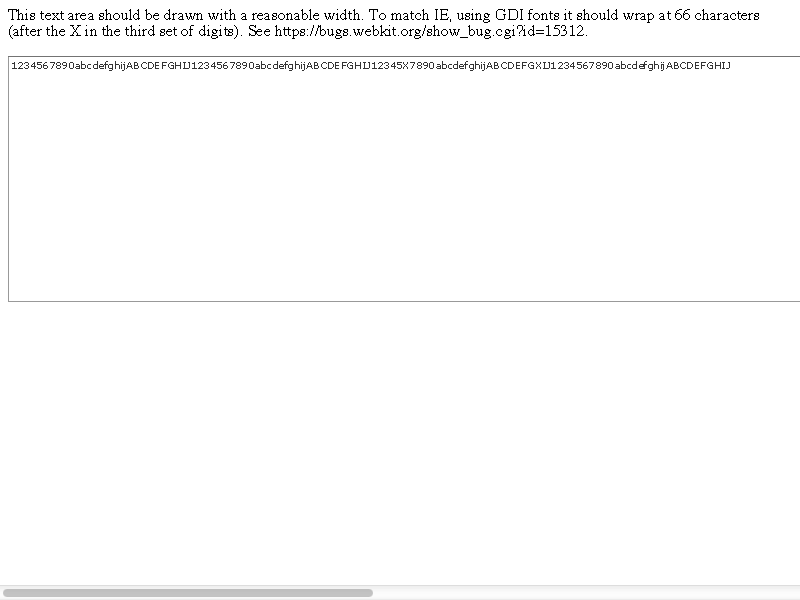 This text area should be drawn with a reasonable width. To match IE, using GDI fonts it should wrap at 66 characters
(after the X in the third set of digits). See https://bugs.webkit.org/show_bug.cgi?id=15312.
1234567890abcdefghijABCDEFGHIJ1234567890abcdefghijABCDEFGHIJ12345X7890abcdefghijABCDEFGXIJ1234567890abcdefghijABCDEFGHIJ